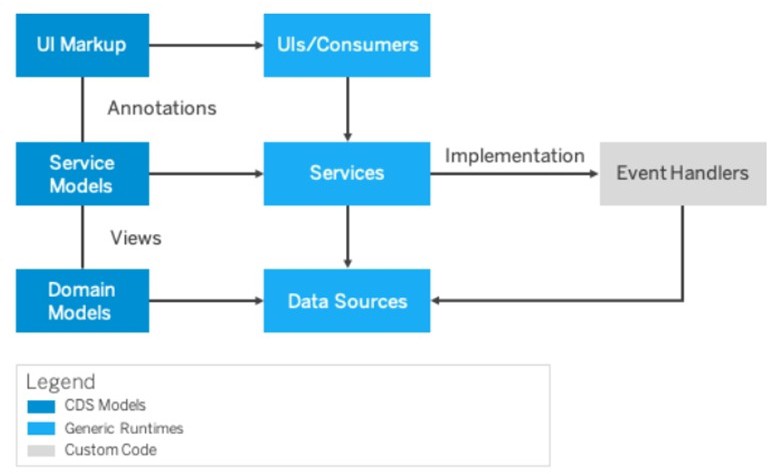 UI Markup
UIs/Consumers
Annotations
Service
Models
Services
Implementation
Event Handlers
Views
Domain
Models
Data Sources
Legend
CDS Models
Generic Runtimes
Custom Code